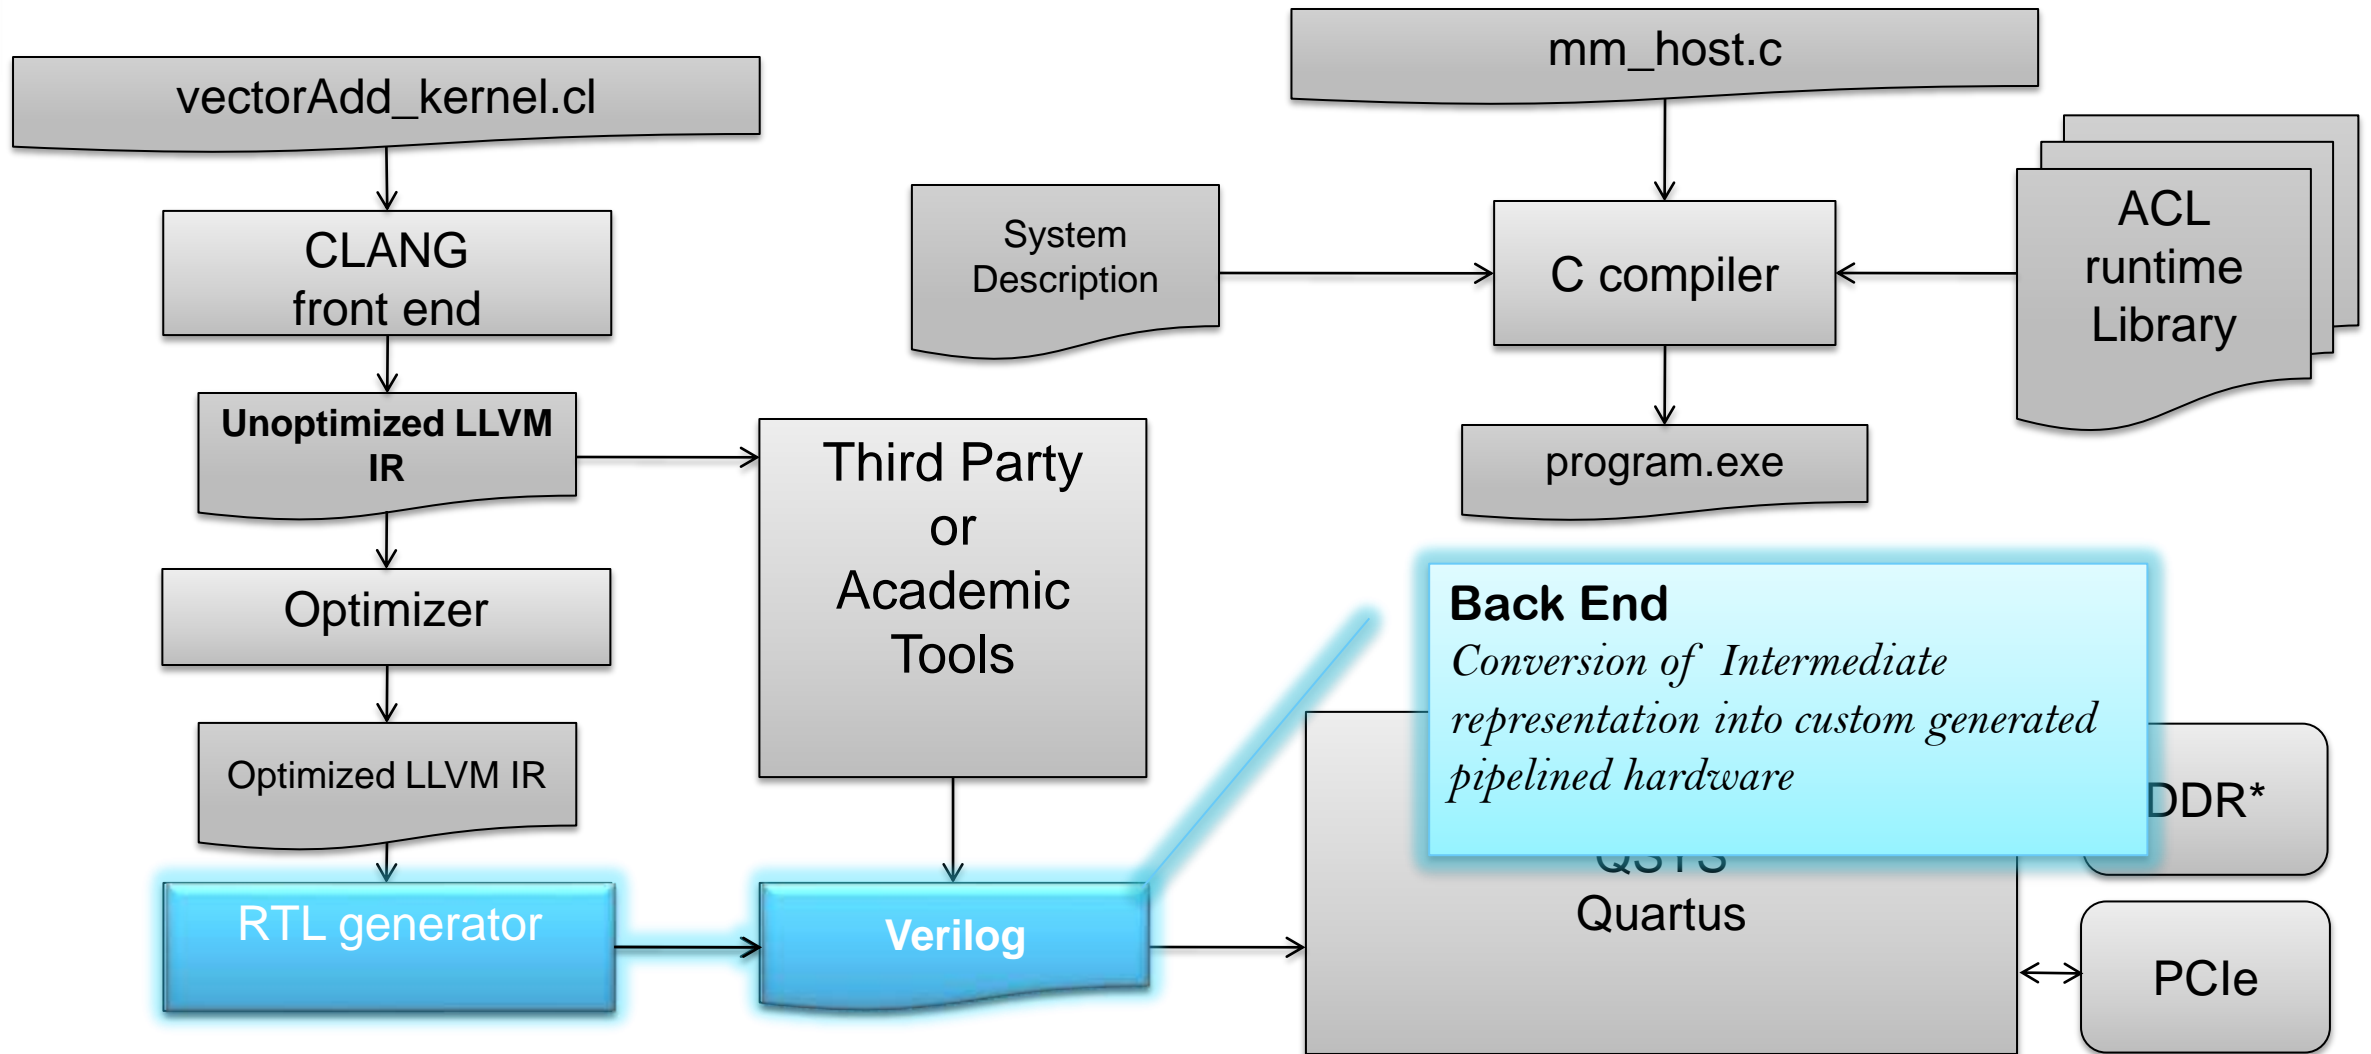 vectorAdd_kernel.cl
CLANG
front end
Unoptimized LLVM
IR
Optimizer
Optimized LLVM IR
RTL generator
Third Party
or
Academic
Tools
Verilog
mm_host.c
System
Description
C compiler
ACL
runtime
Library
program.exe
Back End
Conversion of Intermediate
representation into custom generated
pipelined hardware
Quartus
DDR*
PCIe